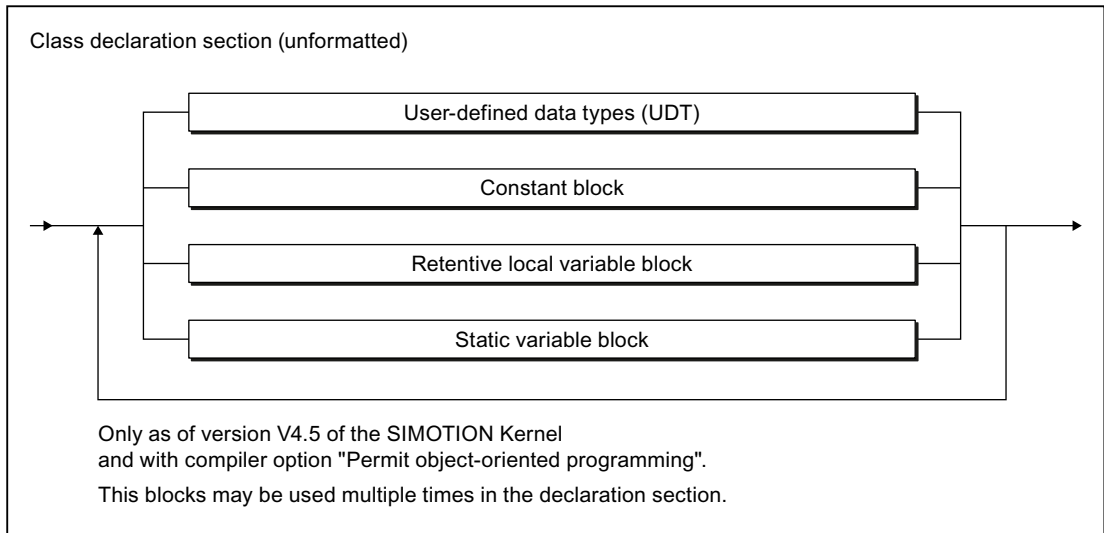 Class declaration section (unformatted)
User-defined data types (UDT)
Constant block
Retentive local variable block
Static variable block
Only as of version V4.5 of the SIMOTION Kernel
and with compiler option "Permit object-oriented programming".
This blocks may be used multiple times in the declaration section.